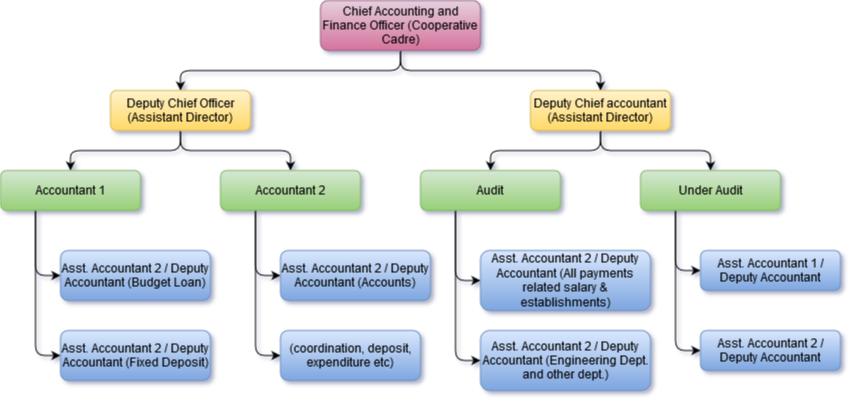 Chief Accounting and
Finance Officer (Cooperative
Cadre)
Deputy Chief Officer
(Assistant Director)
Deputy Chief accountant
(Assistant Director)
Accountant 1
Accountant 2
Audit
Under Audit
Asst. Accountant 2 / Deputy
Accountant (Budget Loan)
Asst. Accountant 2 / Deputy
Accountant (Accounts)
Asst. Accountant 2 / Deputy
Accountant (All payments
related salary &
establishments)
Asst. Accountant 1 /
Deputy Accountant
Asst. Accountant 2 / Deputy
Accountant (Fixed Deposit)
(coordination, deposit,
expenditure etc)
Asst. Accountant 2 / Deputy
Accountant (Engineering Dept.
and other dept.)
Asst. Accountant 2 /
Deputy Accountant